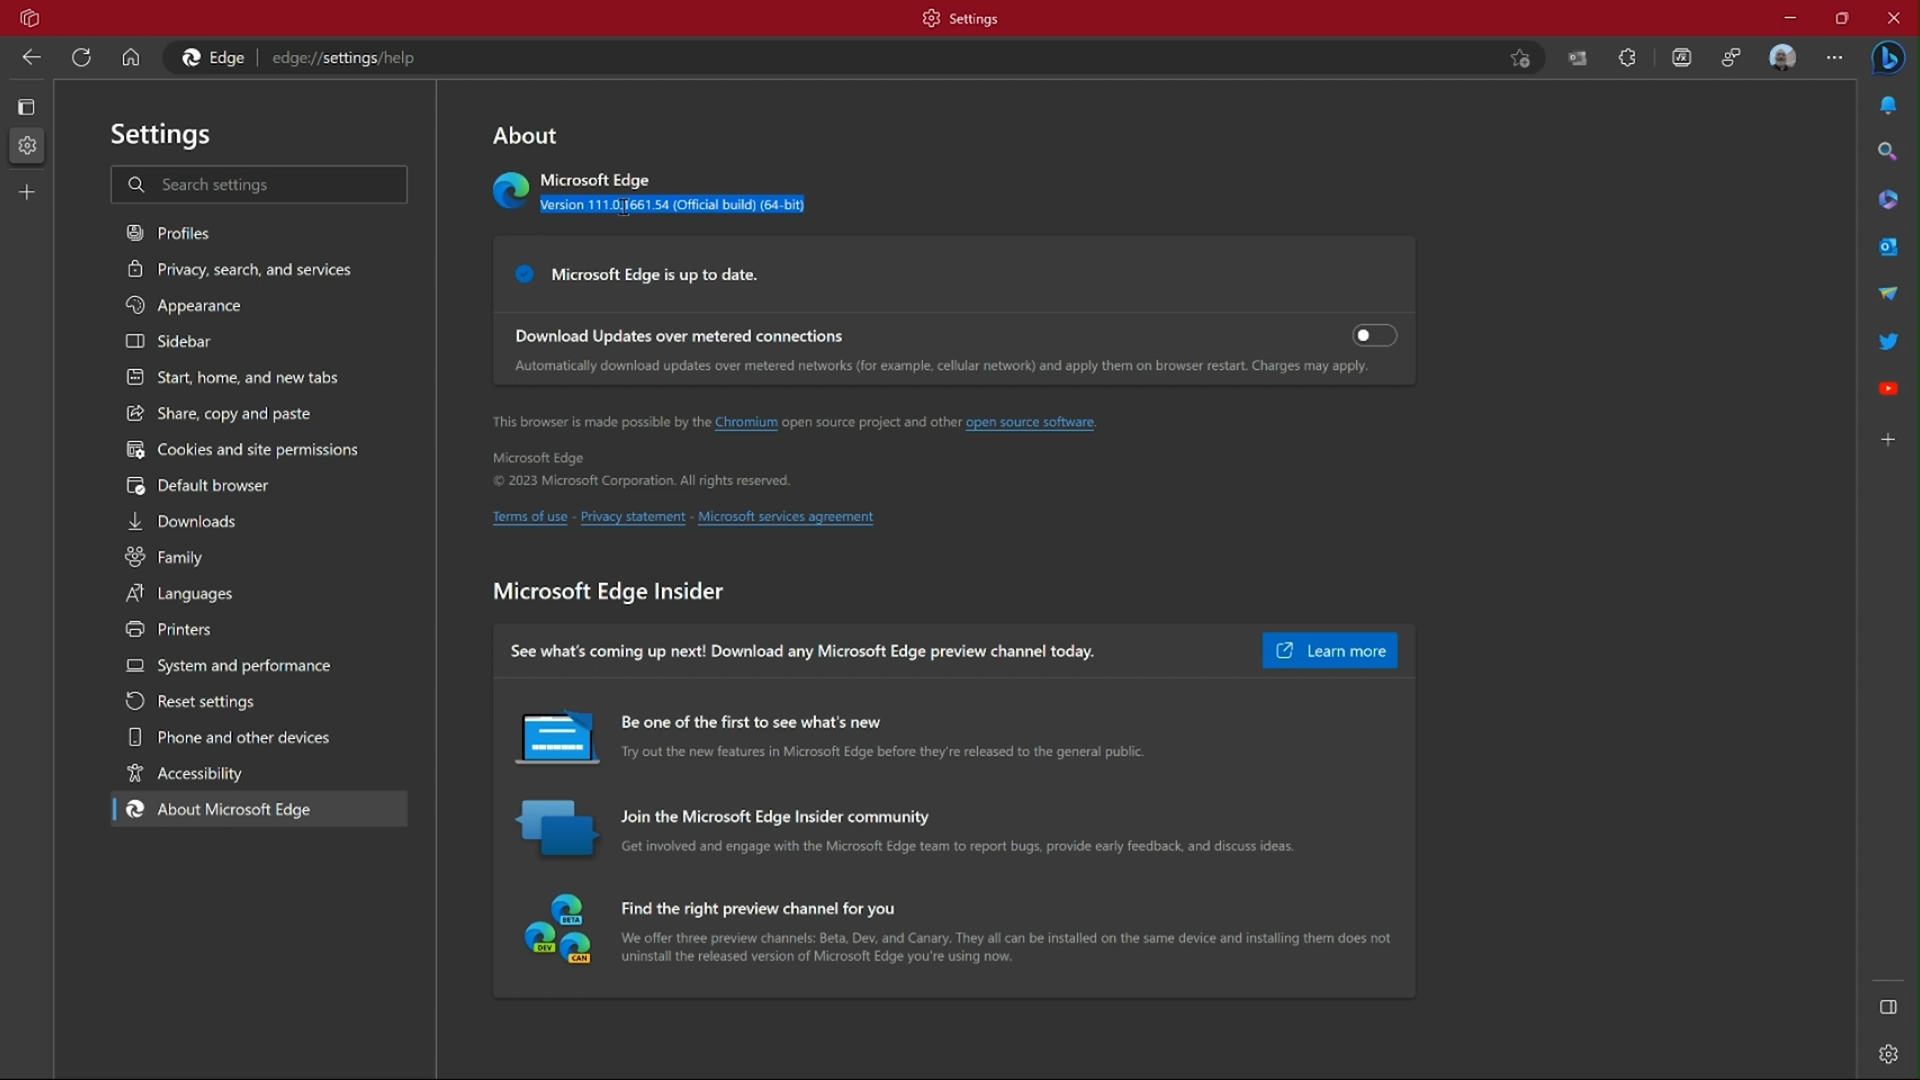 Settings
Edge
edge://settings/help
Settings
Search settings
Profiles
Privacy, search, and services
Appearance
Sidebar
Start, home, and new tabs
Share, copy and paste
Cookies and site permissions
Default browser
Downloads
Family
Languages
Printers
System and performance
Reset settings
Phone and other devices
Accessibility
About Microsoft Edge
About
Microsoft Edge
Version 111.0.1661.54 (Official build) (64-bit)
Microsoft Edge is up to date.
Download Updates over metered connections
Automatically download updates over metered networks (for example, cellular network) and apply them on browser restart. Charges may apply.
This browser is made possible by the Chromium open source project and other open source software.
Microsoft Edge
© 2023 Microsoft Corporation. All rights reserved.
Terms of use - Privacy statement - Microsoft services agreement
Microsoft Edge Insider
See what's coming up next! Download any Microsoft Edge preview channel today.
Learn more
Be one of the first to see what's new
Try out the new features in Microsoft Edge before they're released to the general public.
Join the Microsoft Edge Insider community
Get involved and engage with the Microsoft Edge team to report bugs, provide early feedback, and discuss ideas.
BETA
DEV
CAN
Find the right preview channel for you
We offer three preview channels: Beta, Dev, and Canary. They all can be installed on the same device and installing them does not
uninstall the released version of Microsoft Edge you're using now.